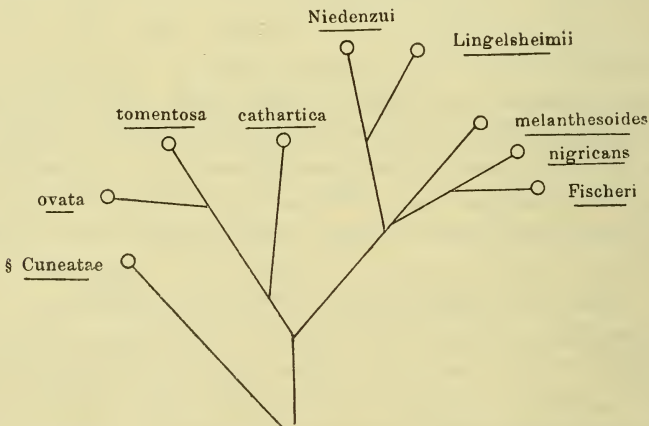 Niedenzui
Lingelsheimii
tomentosa
cathartica
melanthesoides
nigricans
ovata
Fischeri
§ Cuneatae